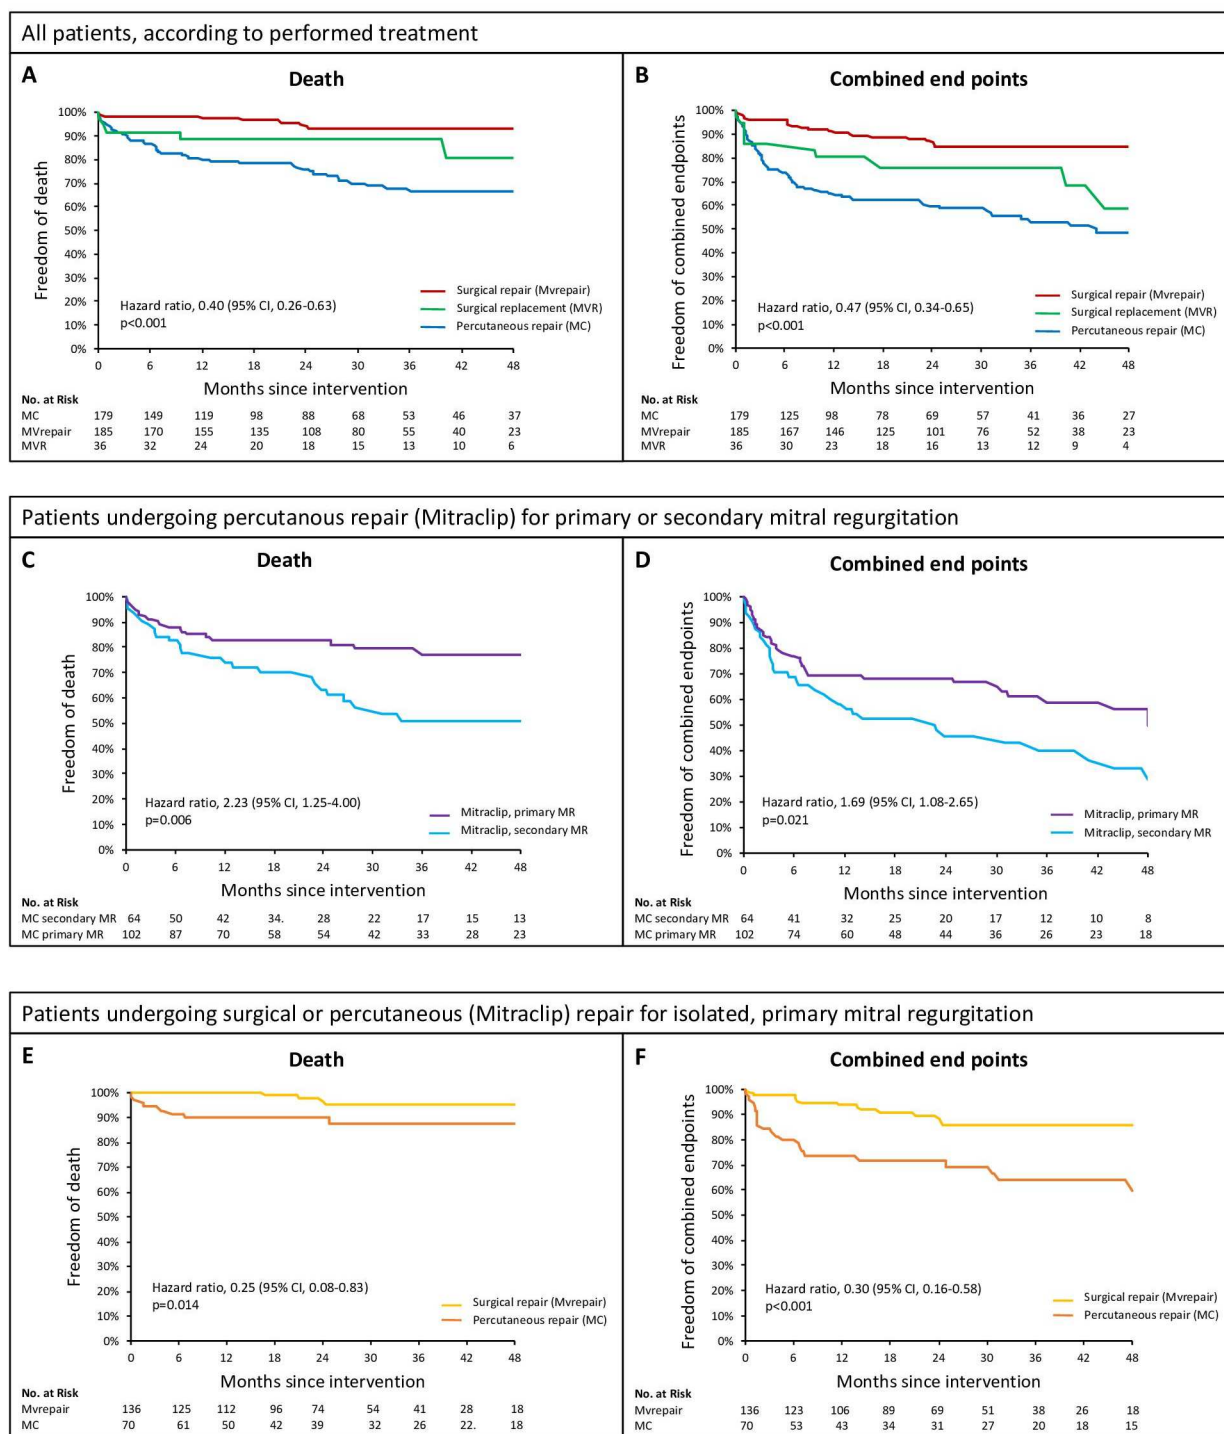 All patients, according to performed treatment
A
Death
100%
90%
80%
70%
60%
50%
40%
30%
20%
10%
0%
Freedom of death
Hazard ratio, 0.40 (95% CI, 0.26-0.63)
p<0.001
Surgical repair (Mvrepair)
Surgical replacement (MVR)
Percutaneous repair (MC)
0 6 12 18 24 30 36 42 48
Months since intervention
No. at Risk
MC 179 149 119 98 88 68 53 46 37
MVrepair 185 170 155 135 108 80 55 40 23
MVR 36 32 24 20 18 15 13 10 6
B
Combined end points
100%
90%
80%
70%
60%
50%
40%
30%
20%
10%
0%
Freedom of combined endpoints
Hazard ratio, 0.47 (95% CI, 0.34-0.65)
p<0.001
Surgical repair (Mvrepair)
Surgical replacement (MVR)
Percutaneous repair (MC)
0 6 12 18 24 30 36 42 48
Months since intervention
No. at Risk
MC 179 125 98 78 69 57 41 36 27
MVrepair 185 167 146 125 101 76 52 38 23
MVR 36 30 23 18 16 13 12 9 4
Patients undergoing percutanous repair (Mitraclip) for primary or secondary mitral regurgitation
C
Death
100%
90%
80%
70%
60%
50%
40%
30%
20%
10%
0%
Freedom of death
Hazard ratio, 2.23 (95% CI, 1.25-4.00)
p=0.006
Mitraclip, primary MR
Mitraclip, secondary MR
0 6 12 18 24 30 36 42 48
Months since intervention
No. at Risk
MC secondary MR 64 50 42 34. 28 22 17 15 13
MC primary MR 102 87 70 58 54 42 33 28 23
D
Combined end points
100%
90%
80%
70%
60%
50%
40%
30%
20%
10%
0%
Freedom of combined endpoints
Hazard ratio, 1.69 (95% CI, 1.08-2.65)
p=0.021
Mitraclip, primary MR
Mitraclip, secondary MR
0 6 12 18 24 30 36 42 48
Months since intervention
No. at Risk
MC secondary MR 64 41 32 25 20 17 12 10 8
MC primary MR 102 74 60 48 44 36 26 23 18
Patients undergoing surgical or percutaneous (Mitraclip) repair for isolated, primary mitral regurgitation
E
Death
100%
90%
80%
70%
60%
50%
40%
30%
20%
10%
0%
Freedom of death
Hazard ratio, 0.25 (95% CI, 0.08-0.83)
p=0.014
Surgical repair (Mvrepair)
Percutaneous repair (MC)
0 6 12 18 24 30 36 42 48
Months since intervention
No. at Risk
Mvrepair 136 125 112 96 74 54 41 28 18
MC 70 61 50 42 39 32 26 22. 18
F
Combined end points
100%
90%
80%
70%
60%
50%
40%
30%
20%
10%
0%
Freedom of combined endpoints
Hazard ratio, 0.30 (95% CI, 0.16-0.58)
p<0.001
Surgical repair (Mvrepair)
Percutaneous repair (MC)
0 6 12 18 24 30 36 42 48
Months since intervention
No. at Risk
Mvrepair 136 123 106 89 69 51 38 26 18
MC 70 53 43 34 31 27 20 18 15